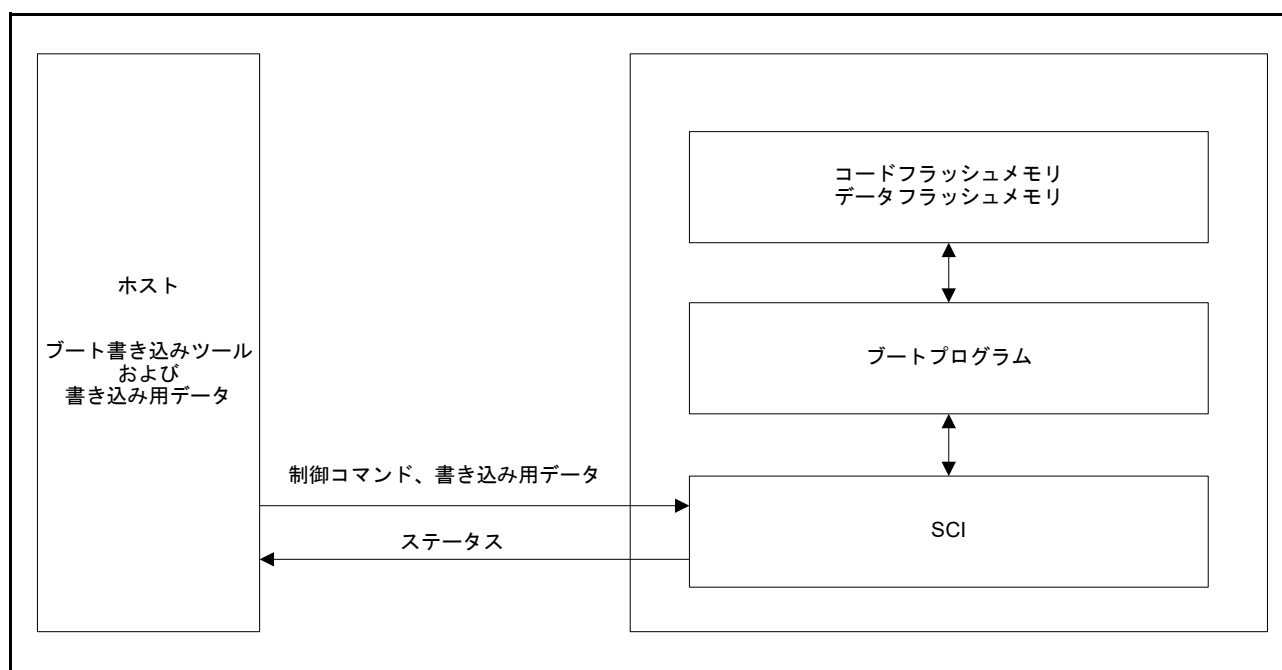 ホスト
ブート書き込みツール
および
書き込み用データ
制御コマンド、書き込み用データ
ステータス
コードフラッシュメモリ
データフラッシュメモリ
ブートプログラム
SCI